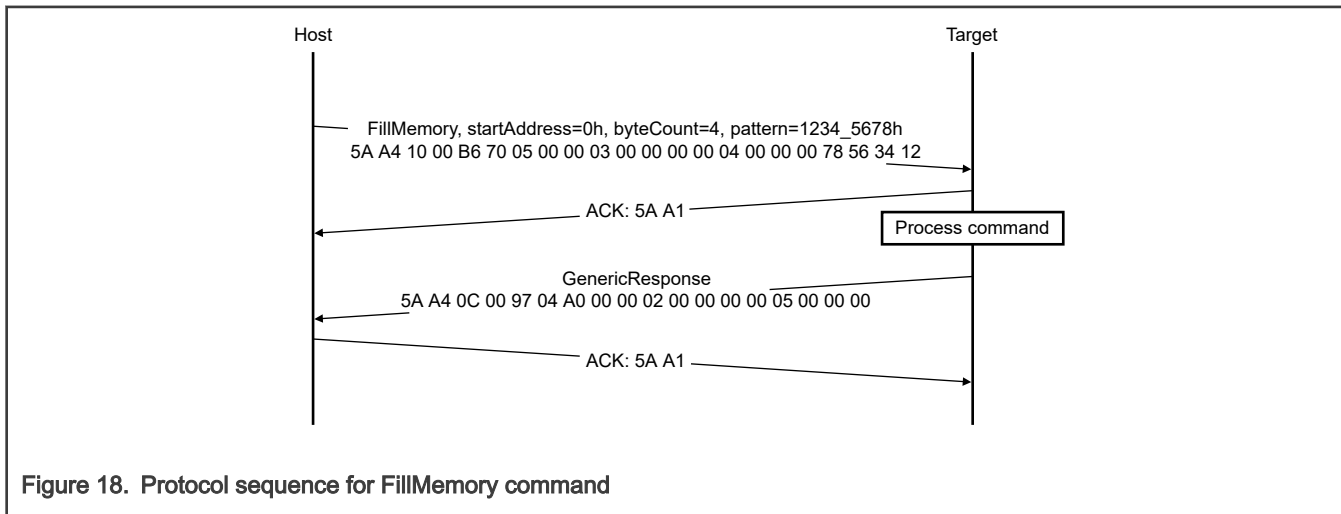 Host
Target
FillMemory, startAddress=0h, byteCount=4, pattern=1234_5678h
5A A4 10 00 B6 70 05 00 00 03 00 00 00 00 04 00 00 00 78 56 34 12
ACK: 5A A1
Process command
GenericResponse
5A A4 0C 00 97 04 A0 00 00 02 00 00 00 00 05 00 00 00
ACK: 5A A1
Figure 18. Protocol sequence for FillMemory command